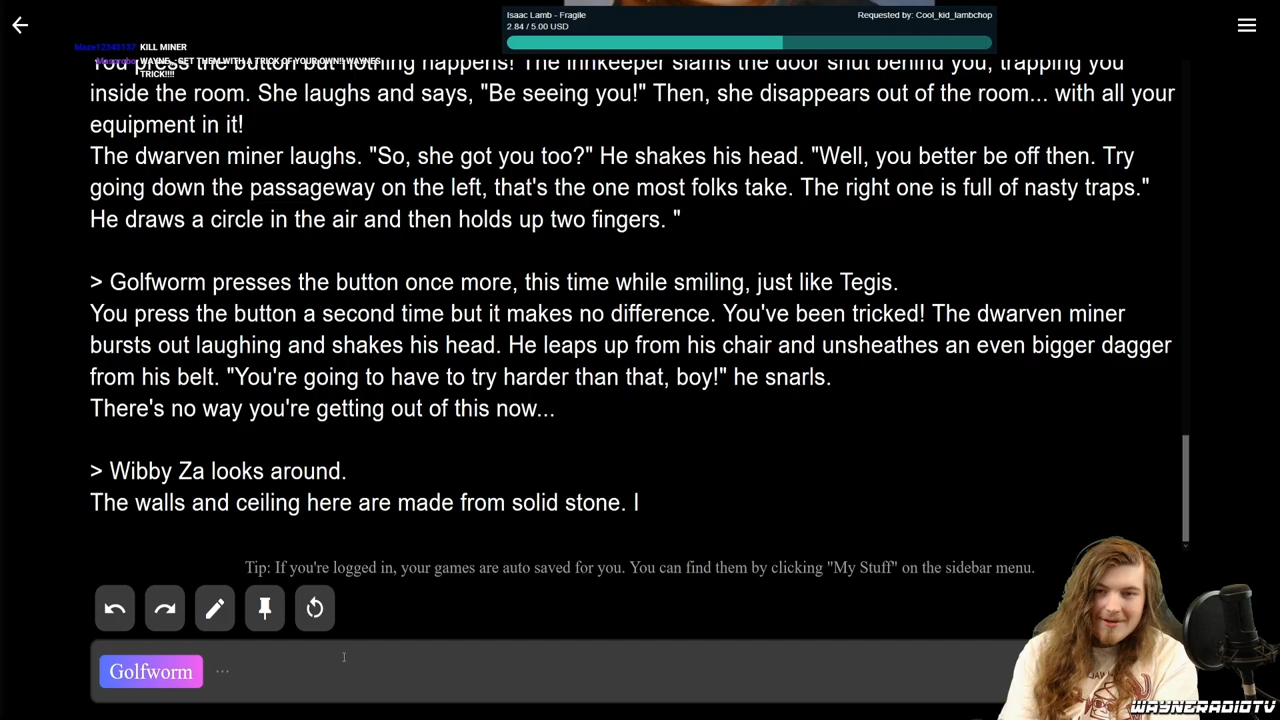 Isaac Lamb - Fragile
Requested by: Cool_kid_lambchop
2.84 / 5.00 USD
blaze12345137 KILL MINER
WAYNE.. GET THEM WITH A TRICK OF YOUR OWN!! WAYNES
TRICK!!!!
You press the button but nothing happens! The innkeeper slams the door shut behind you, trapping you
inside the room. She laughs and says, "Be seeing you!" Then, she disappears out of the room... with all your
equipment in it!
The dwarven miner laughs. "So, she got you too?" He shakes his head. "Well, you better be off then. Try
going down the passageway on the left, that's the one most folks take. The right one is full of nasty traps."
He draws a circle in the air and then holds up two fingers. "
> Golfworm presses the button once more, this time while smiling, just like Tegis.
You press the button a second time but it makes no difference. You've been tricked! The dwarven miner
bursts out laughing and shakes his head. He leaps up from his chair and unsheathes an even bigger dagger
from his belt. "You're going to have to try harder than that, boy!" he snarls.
There's no way you're getting out of this now...
> Wibby Za looks around.
The walls and ceiling here are made from solid stone. I
Tip: If you're logged in, your games are auto saved for you. You can find them by clicking "My Stuff" on the sidebar menu.
Golfworm ...
WAYNERADIOTV